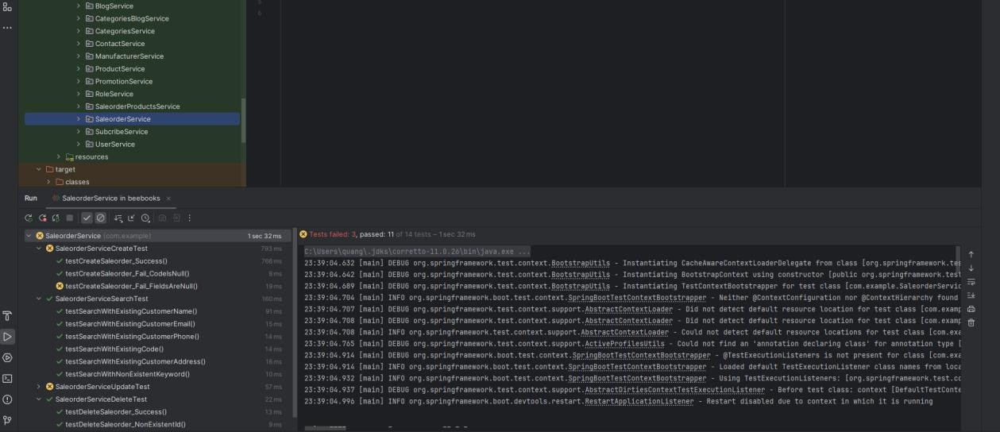 BlogService
CategoriesBlogService
CategoriesService
ContactService
ManufacturerService
ProductService
PromotionService
RoleService
SaleorderProductsService
SaleorderService
SubcribeService
UserService
resources
target
classes
5
6
Run SaleorderService in beebooks ×
SaleorderService (com.example) 1 sec 32 ms
SaleorderServiceCreateTest 793 ms
testCreateSaleorder_Success() 766 ms
testCreateSaleorder_Fail_CodeIsNull() 8 ms
testCreateSaleorder_Fail_FieldsAreNull() 19 ms
SaleorderServiceSearchTest 160 ms
testSearchWithExistingCustomerName() 91 ms
testSearchWithExistingCustomerEmail() 15 ms
testSearchWithExistingCustomerPhone() 14 ms
testSearchWithExistingCode() 14 ms
testSearchWithExistingCustomerAddress() 16 ms
testSearchWithNonExistentKeyword() 10 ms
SaleorderServiceUpdateTest 57 ms
SaleorderServiceDeleteTest 22 ms
testDeleteSaleorder_Success() 13 ms
testDeleteSaleorder_NonExistentId() 9 ms
Tests failed: 3, passed: 11 of 14 tests – 1 sec 32 ms
C:\Users\quang\.jdks\corretto-11.0.26\bin\java.exe ...
23:39:04.632 [main] DEBUG org.springframework.test.context.BootstrapUtils - Instantiating CacheAwareContextLoaderDelegate from class [org.springframework.tes
23:39:04.642 [main] DEBUG org.springframework.test.context.BootstrapUtils - Instantiating BootstrapContext using constructor [public org.springframework.test
23:39:04.689 [main] DEBUG org.springframework.test.context.BootstrapUtils - Instantiating TestContextBootstrapper for test class [com.example.SaleorderServic
23:39:04.704 [main] INFO org.springframework.boot.test.context.SpringBootTestContextBootstrapper - Neither @ContextConfiguration nor @ContextHierarchy found
23:39:04.707 [main] DEBUG org.springframework.test.context.support.AbstractContextLoader - Did not detect default resource location for test class [com.examp
23:39:04.708 [main] DEBUG org.springframework.test.context.support.AbstractContextLoader - Did not detect default resource location for test class [com.examp
23:39:04.708 [main] INFO org.springframework.test.context.support.AbstractContextLoader - Could not detect default resource locations for test class [com.exa
23:39:04.765 [main] DEBUG org.springframework.test.context.support.ActiveProfilesUtils - Could not find an 'annotation declaring class' for annotation type [
23:39:04.914 [main] DEBUG org.springframework.boot.test.context.SpringBootTestContextBootstrapper - @TestExecutionListeners is not present for class [com.exa
23:39:04.914 [main] INFO org.springframework.boot.test.context.SpringBootTestContextBootstrapper - Loaded default TestExecutionListener class names from loca
23:39:04.932 [main] INFO org.springframework.boot.test.context.SpringBootTestContextBootstrapper - Using TestExecutionListeners: [org.springframework.test.co
23:39:04.937 [main] DEBUG org.springframework.test.context.support.AbstractDirtiesContextTestExecutionListener - Before test class: context [DefaultTestConte
23:39:04.996 [main] INFO org.springframework.boot.devtools.restart.RestartApplicationListener - Restart disabled due to context in which it is running